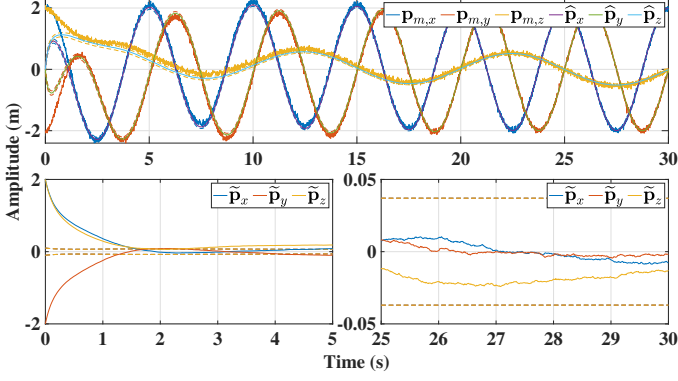 2
0
-2
0 5 10 15 20 25 30
p_{m,x} p_{m,y} p_{m,z} p̂_x p̂_y p̂_z
Amplitude (m)
2
0
-2
0 1 2 3 4 5
p̃_x p̃_y p̃_z
0.05
0
-0.05
25 26 27 28 29 30
p̃_x p̃_y p̃_z
Time (s)